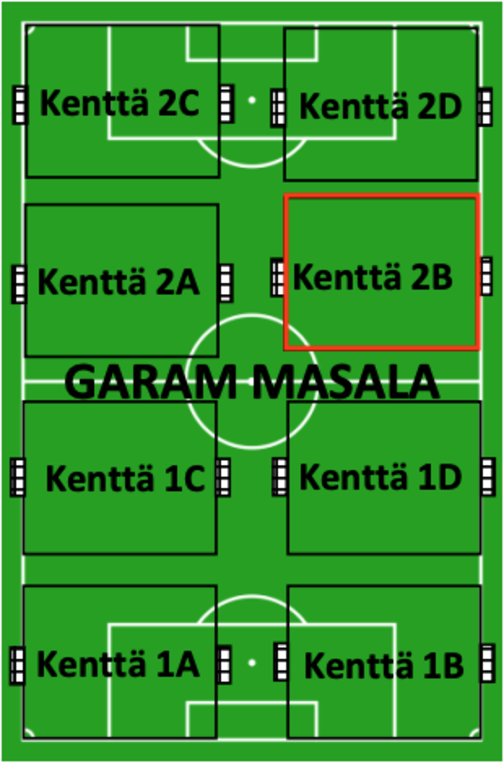 Kenttä 2C
Kenttä 2D
Kenttä 2A
Kenttä 2B
GARAM MASALA
Kenttä 1C
Kenttä 1D
Kenttä 1A
Kenttä 1B